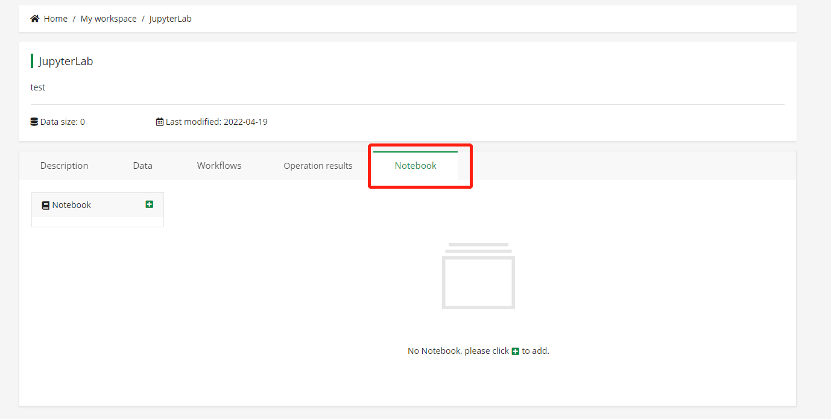 Home / My workspace / JupyterLab
JupyterLab
test
Data size: 0 Last modified: 2022-04-19
Description Data Workflows Operation results Notebook
Notebook
No Notebook, please click to add.